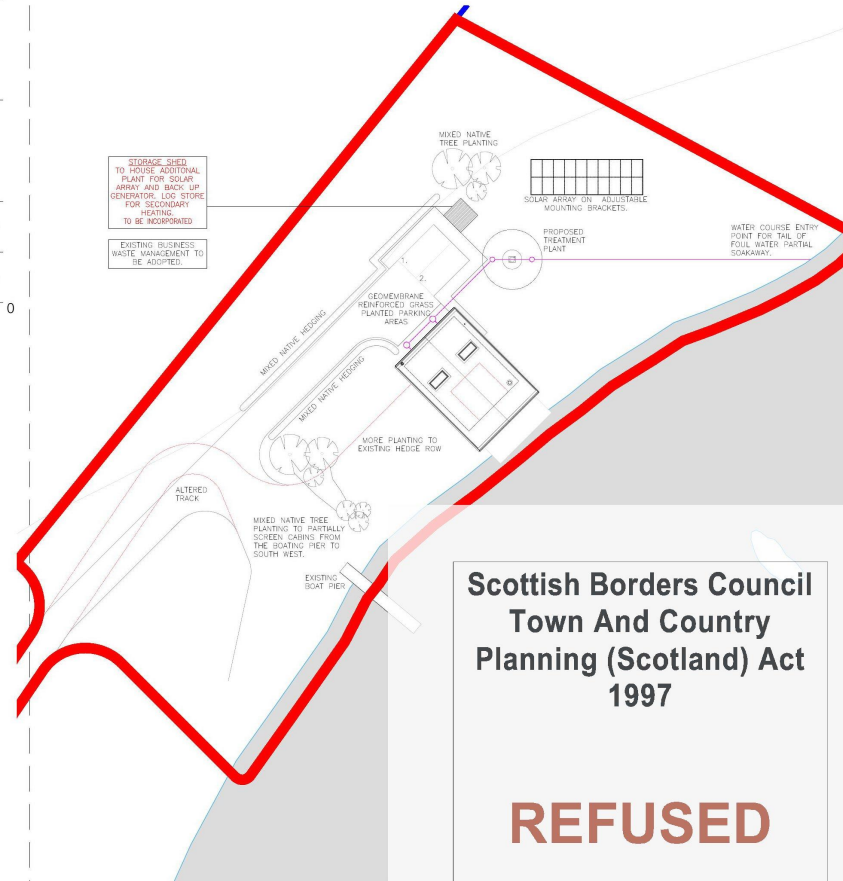 MIXED NATIVE
TREE PLANTING
STORAGE SHED
TO HOUSE ADDITONAL
PLANT FOR SOLAR
ARRAY AND BACK UP
GENERATOR. LOG STORE
FOR SECONDARY
HEATING.
TO BE INCORPORATED
EXISTING BUSINESS
WASTE MANAGEMENT TO
BE ADOPTED.
SOLAR ARRAY ON ADJUSTABLE
MOUNTING BRACKETS.
PROPOSED
TREATMENT
PLANT
WATER COURSE ENTRY
POINT FOR TAIL OF
FOUL WATER PARTIAL
SOAKAWAY.
1.
2.
0
GEOMEMBRANE
REINFORCED GRASS
PLANTED PARKING
AREAS
MIXED NATIVE HEDGING
MIXED NATIVE HEDGING
MORE PLANTING TO
EXISTING HEDGE ROW
ALTERED
TRACK
MIXED NATIVE TREE
PLANTING TO PARTIALLY
SCREEN CABINS FROM
THE BOATING PIER TO
SOUTH WEST.
EXISTING
BOAT PIER
Scottish Borders Council
Town And Country
Planning (Scotland) Act
1997
REFUSED